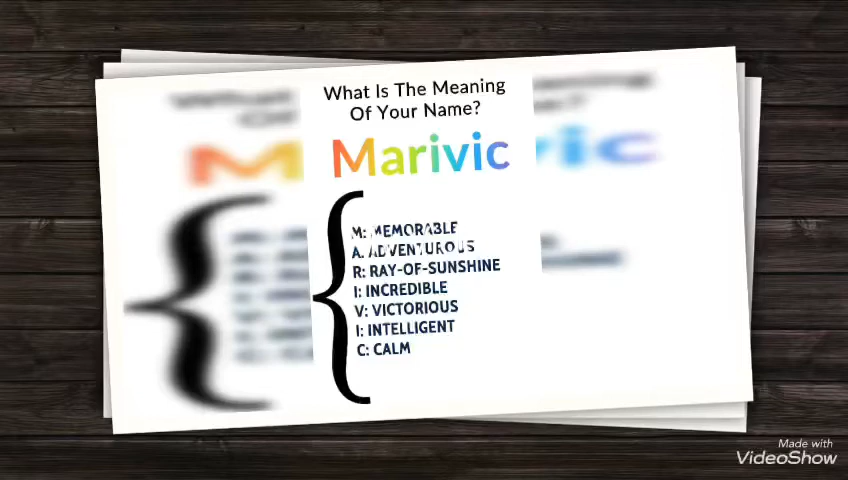 What Is The Meaning
Of Your Name?
Marivic
M: MEMORABLE
A. ADVENTUROUS
R: RAY-OF-SUNSHINE
I: INCREDIBLE
V: VICTORIOUS
I: INTELLIGENT
C: CALM
Made with
VideoShow